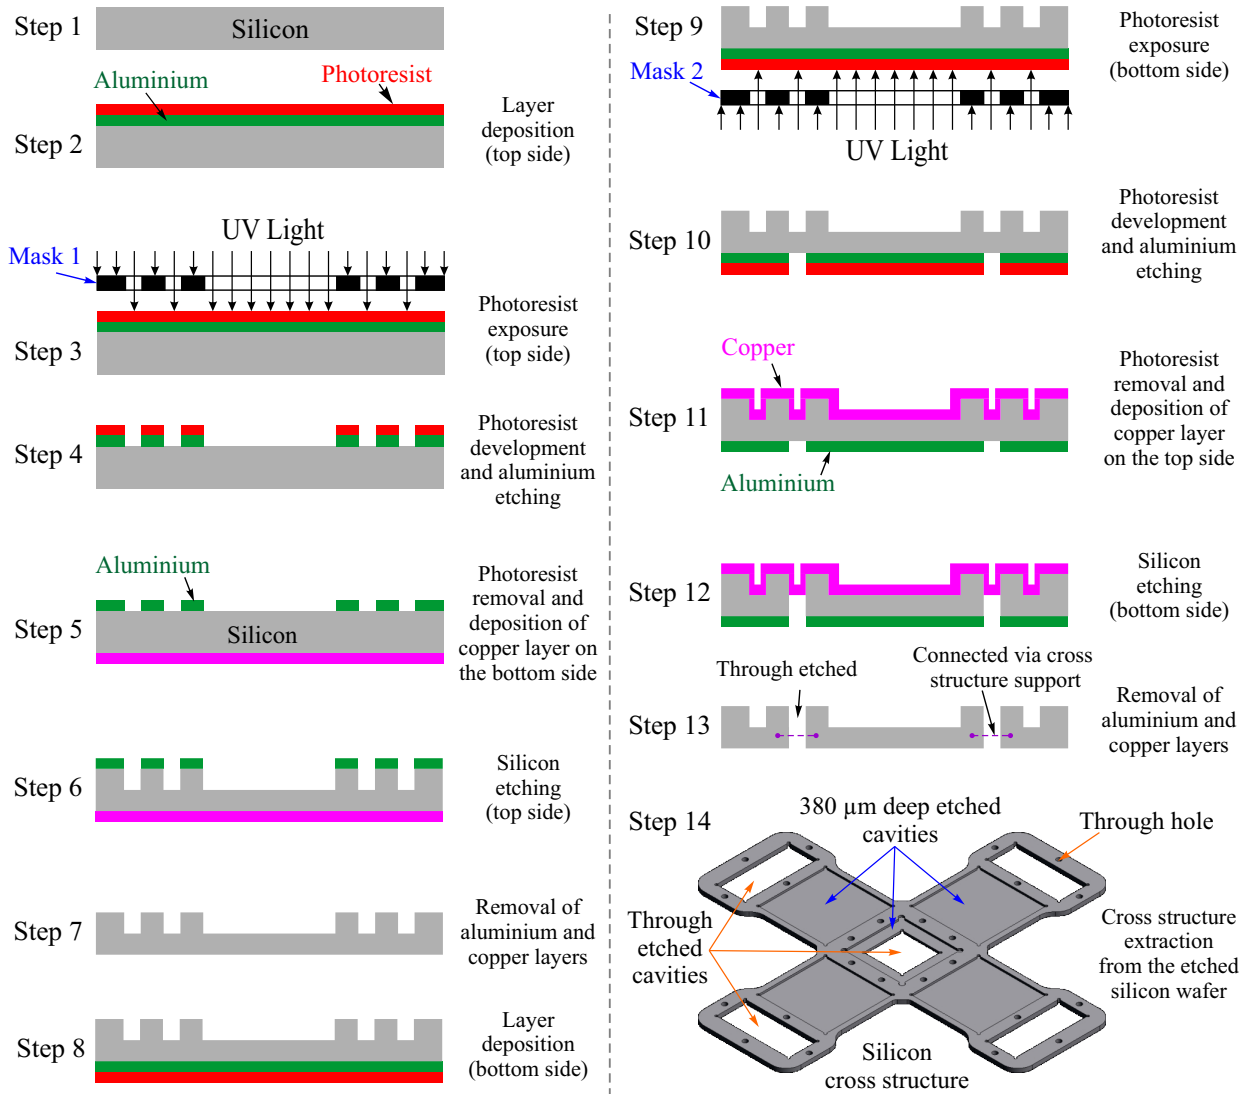 Step 1
Silicon
Aluminium
Photoresist
Step 2
Layer
deposition
(top side)
UV Light
Mask 1
Step 3
Photoresist
exposure
(top side)
Step 4
Photoresist
development
and aluminium
etching
Aluminium
Step 5
Silicon
Photoresist
removal and
deposition of
copper layer on
the bottom side
Step 6
Silicon
etching
(top side)
Step 7
Removal of
aluminium and
copper layers
Step 8
Layer
deposition
(bottom side)
Step 9
Photoresist
exposure
(bottom side)
Mask 2
UV Light
Step 10
Photoresist
development
and aluminium
etching
Copper
Step 11
Aluminium
Photoresist
removal and
deposition of
copper layer
on the top side
Step 12
Silicon
etching
(bottom side)
Through etched
Connected via cross
structure support
Step 13
Removal of
aluminium and
copper layers
Step 14
380 µm deep etched
cavities
Through hole
Through
etched
cavities
Cross structure
extraction
from the etched
silicon wafer
Silicon
cross structure